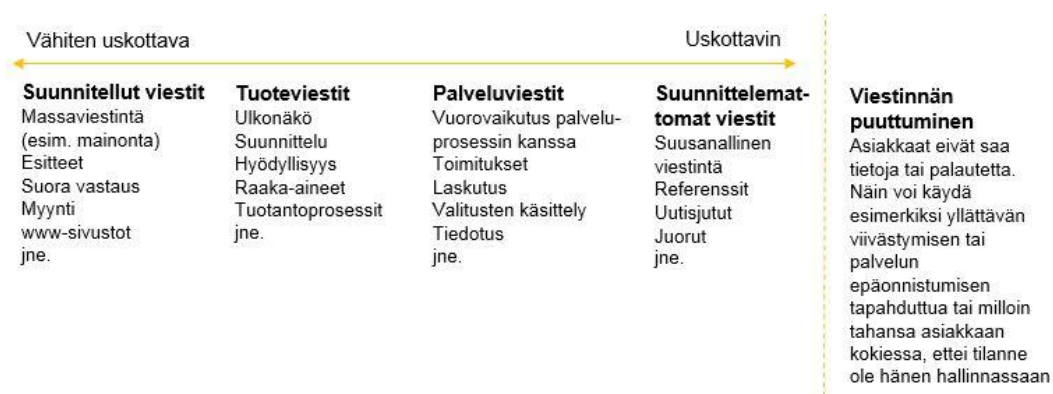 Vähiten uskottava
Uskottavin
Suunnitellut viestit
Massaviestintä
(esim. mainonta)
Esitteet
Suora vastaus
Myynti
www-sivustot
jne.
Tuoteviestit
Ulkonäkö
Suunnittelu
Hyödyllisyys
Raaka-aineet
Tuotantoprosessit
jne.
Palveluviestit
Vuorovaikutus palvelu-
prosessin kanssa
Toimitukset
Laskutus
Valitusten käsittely
Tiedotus
jne.
Suunnittelemat-
tomat viestit
Suusanallinen
viestintä
Referenssit
Uutisjutut
Juorut
jne.
Viestinnän
puuttuminen
Asiakkaat eivät saa
tietoja tai palautetta.
Näin voi käydä
esimerkiksi yllättävän
viivästymisen tai
palvelun
epäonnistumisen
tapahduttua tai milloin
tahansa asiakkaan
kokiessa, ettei tilanne
ole hänen hallinnassaan